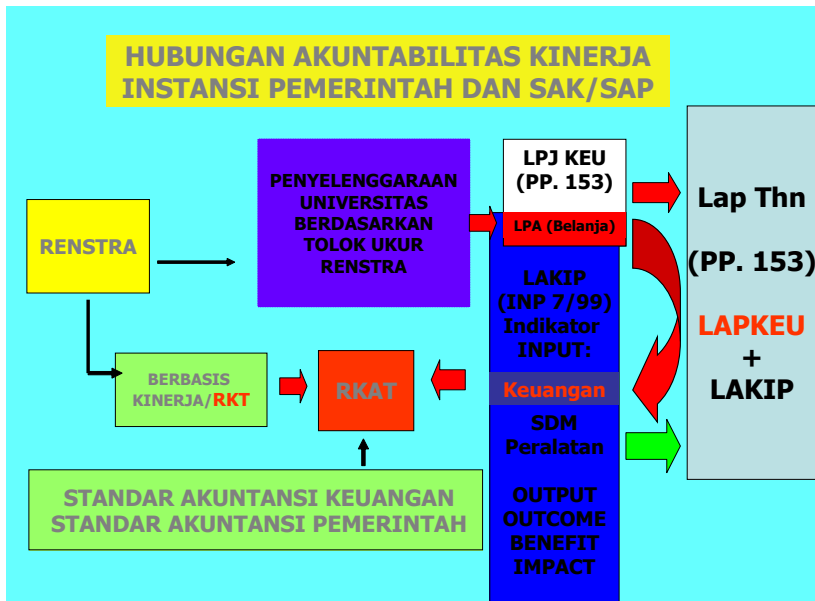 HUBUNGAN AKUNTABILITAS KINERJA
INSTANSI PEMERINTAH DAN SAK/SAP
RENSTRA
PENYELENGGARAAN
UNIVERSITAS
BERDASARKAN
TOLOK UKUR
RENSTRA
LPJ KEU
(PP. 153)
LPA (Belanja)
LAKIP
(INP 7/99)
Indikator
INPUT:
Keuangan
SDM
Peralatan
OUTPUT
OUTCOME
BENEFIT
IMPACT
Lap Thn
(PP. 153)
LAPKEU
+
LAKIP
BERBASIS
KINERJA/RKT
RKAT
STANDAR AKUNTANSI KEUANGAN
STANDAR AKUNTANSI PEMERINTAH